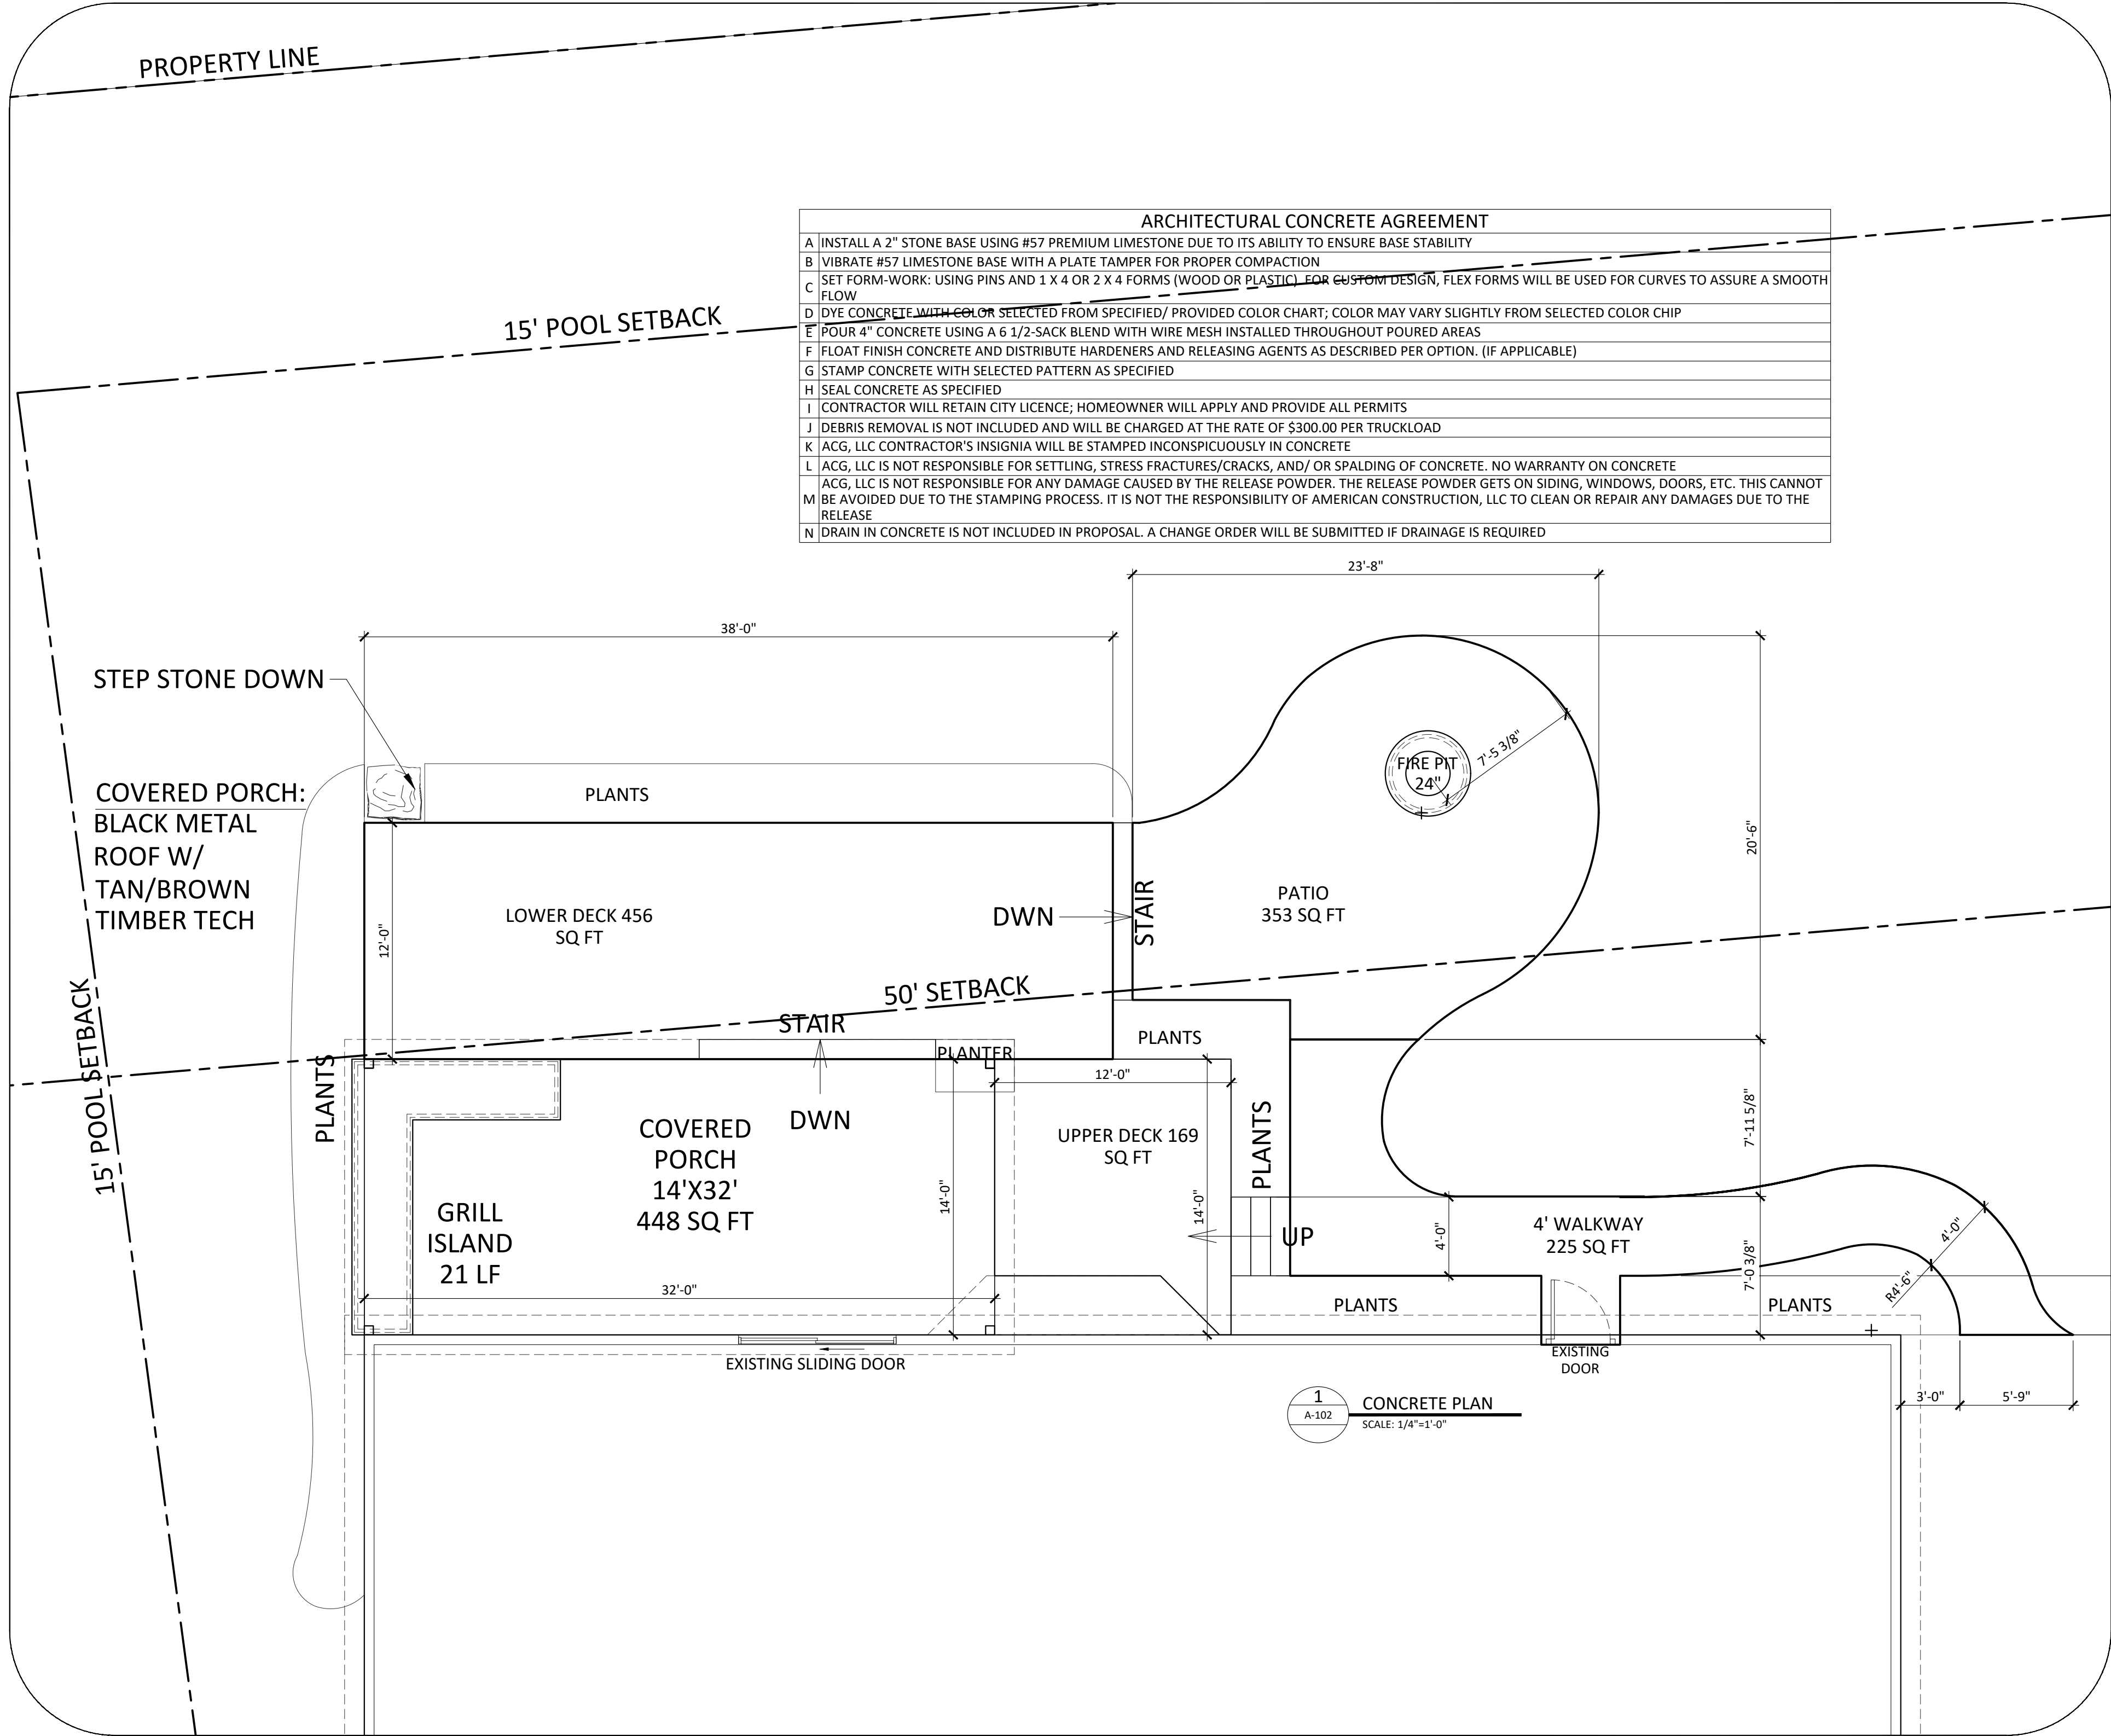 PROPERTY LINE
ARCHITECTURAL CONCRETE AGREEMENT
A INSTALL A 2" STONE BASE USING #57 PREMIUM LIMESTONE DUE TO ITS ABILITY TO ENSURE BASE STABILITY
B VIBRATE #57 LIMESTONE BASE WITH A PLATE TAMPER FOR PROPER COMPACTION
C SET FORM-WORK: USING PINS AND 1 X 4 OR 2 X 4 FORMS (WOOD OR PLASTIC). FOR CUSTOM DESIGN, FLEX FORMS WILL BE USED FOR CURVES TO ASSURE A SMOOTH
FLOW
D DYE CONCRETE WITH COLOR SELECTED FROM SPECIFIED/ PROVIDED COLOR CHART; COLOR MAY VARY SLIGHTLY FROM SELECTED COLOR CHIP
E POUR 4" CONCRETE USING A 6 1/2-SACK BLEND WITH WIRE MESH INSTALLED THROUGHOUT POURED AREAS
F FLOAT FINISH CONCRETE AND DISTRIBUTE HARDENERS AND RELEASING AGENTS AS DESCRIBED PER OPTION. (IF APPLICABLE)
G STAMP CONCRETE WITH SELECTED PATTERN AS SPECIFIED
H SEAL CONCRETE AS SPECIFIED
I CONTRACTOR WILL RETAIN CITY LICENCE; HOMEOWNER WILL APPLY AND PROVIDE ALL PERMITS
J DEBRIS REMOVAL IS NOT INCLUDED AND WILL BE CHARGED AT THE RATE OF $300.00 PER TRUCKLOAD
K ACG, LLC CONTRACTOR'S INSIGNIA WILL BE STAMPED INCONSPICUOUSLY IN CONCRETE
L ACG, LLC IS NOT RESPONSIBLE FOR SETTLING, STRESS FRACTURES/CRACKS, AND/ OR SPALDING OF CONCRETE. NO WARRANTY ON CONCRETE
ACG, LLC IS NOT RESPONSIBLE FOR ANY DAMAGE CAUSED BY THE RELEASE POWDER. THE RELEASE POWDER GETS ON SIDING, WINDOWS, DOORS, ETC. THIS CANNOT
M BE AVOIDED DUE TO THE STAMPING PROCESS. IT IS NOT THE RESPONSIBILITY OF AMERICAN CONSTRUCTION, LLC TO CLEAN OR REPAIR ANY DAMAGES DUE TO THE
RELEASE
N DRAIN IN CONCRETE IS NOT INCLUDED IN PROPOSAL. A CHANGE ORDER WILL BE SUBMITTED IF DRAINAGE IS REQUIRED
15' POOL SETBACK
23'-8"
38'-0"
STEP STONE DOWN
COVERED PORCH:
BLACK METAL
ROOF W/
TAN/BROWN
TIMBER TECH
PLANTS
FIRE PIT
24"
7'-5 3/8"
20'-6"
12'-0"
LOWER DECK 456
SQ FT
DWN
STAIR
PATIO
353 SQ FT
50' SETBACK
15' POOL SETBACK
STAIR
PLANTER
PLANTS
12'-0"
PLANTS
DWN
COVERED
PORCH
14'X32'
448 SQ FT
UPPER DECK 169
SQ FT
PLANTS
7'-11 5/8"
GRILL
ISLAND
21 LF
14'-0"
14'-0"
UP
4'-0"
4' WALKWAY
225 SQ FT
4'-0"
R4'-6"
7'-0 3/8"
32'-0"
PLANTS
PLANTS
EXISTING SLIDING DOOR
EXISTING
DOOR
3'-0"
5'-9"
1
A-102
CONCRETE PLAN
SCALE: 1/4"=1'-0"